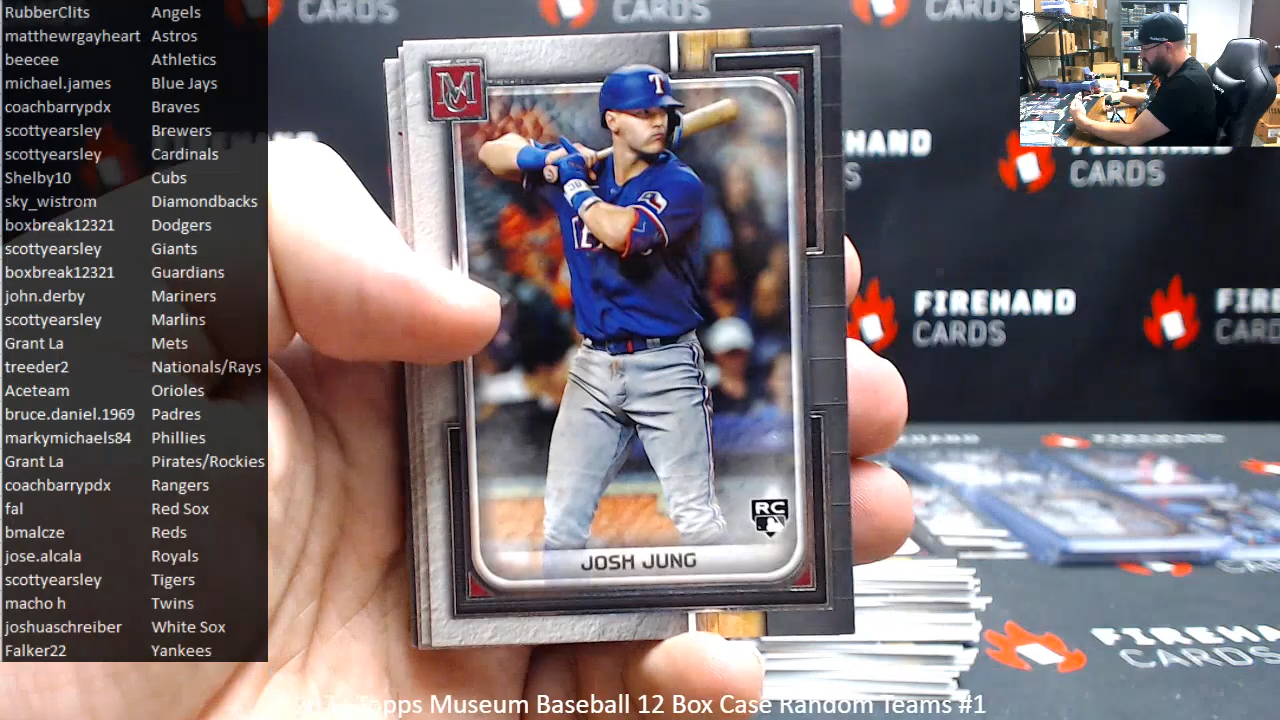 RubberClits Angels
matthewrgayheart Astros
beecee Athletics
michael.james Blue Jays
coachbarrypdx Braves
scottyearsley Brewers
scottyearsley Cardinals
Shelby10 Cubs
sky_wistrom Diamondbacks
boxbreak12321 Dodgers
scottyearsley Giants
boxbreak12321 Guardians
john.derby Mariners
scottyearsley Marlins
Grant La Mets
treeder2 Nationals/Rays
Aceteam Orioles
bruce.daniel.1969 Padres
markymichaels84 Phillies
Grant La Pirates/Rockies
coachbarrypdx Rangers
fal Red Sox
bmalcze Reds
jose.alcala Royals
scottyearsley Tigers
macho h Twins
joshuaschreiber White Sox
Falker22 Yankees
CARDS
CARDS
CARDS
M
T
RC
JOSH JUNG
HAND
CARDS
FIREHAND
CARDS
FIRE
CARD
FIREHA
CARDS
Topps Museum Baseball 12 Box Case Random Teams #1